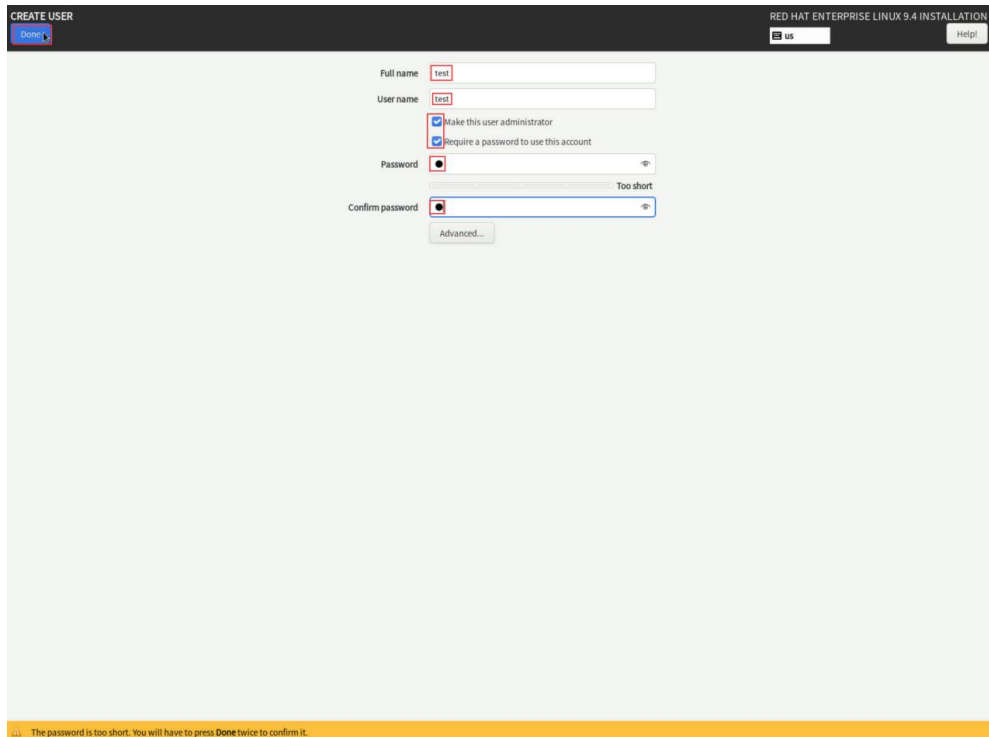 CREATE USER
RED HAT ENTERPRISE LINUX 9.4 INSTALLATION
Done
us
Help!
Full name
test
User name
test
Make this user administrator
Require a password to use this account
Password
Too short
Confirm password
Advanced...
The password is too short. You will have to press Done twice to confirm it.